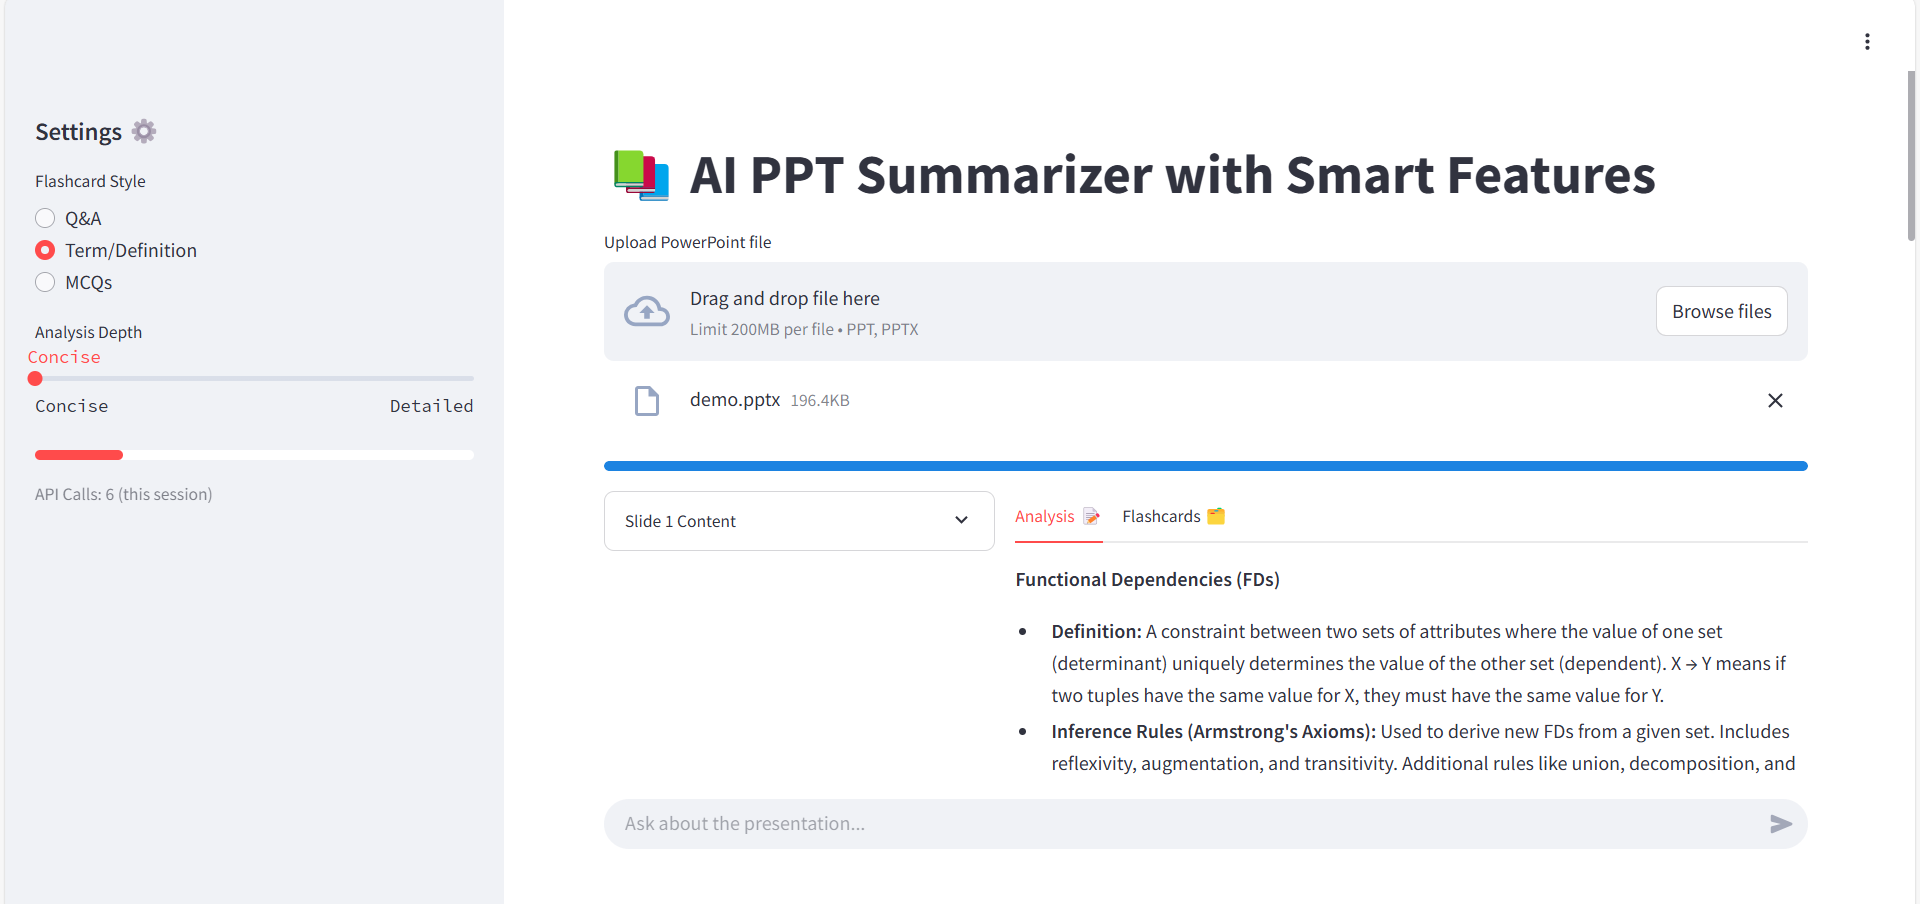 Settings
Flashcard Style
Q&A
Term/Definition
MCQs
Analysis Depth
Concise
Concise Detailed
API Calls: 6 (this session)
AI PPT Summarizer with Smart Features
Upload PowerPoint file
Drag and drop file here
Limit 200MB per file • PPT, PPTX
Browse files
demo.pptx 196.4KB
Slide 1 Content
Analysis Flashcards
Functional Dependencies (FDs)
• Definition: A constraint between two sets of attributes where the value of one set
(determinant) uniquely determines the value of the other set (dependent). X → Y means if
two tuples have the same value for X, they must have the same value for Y.
• Inference Rules (Armstrong's Axioms): Used to derive new FDs from a given set. Includes
reflexivity, augmentation, and transitivity. Additional rules like union, decomposition, and
Ask about the presentation...